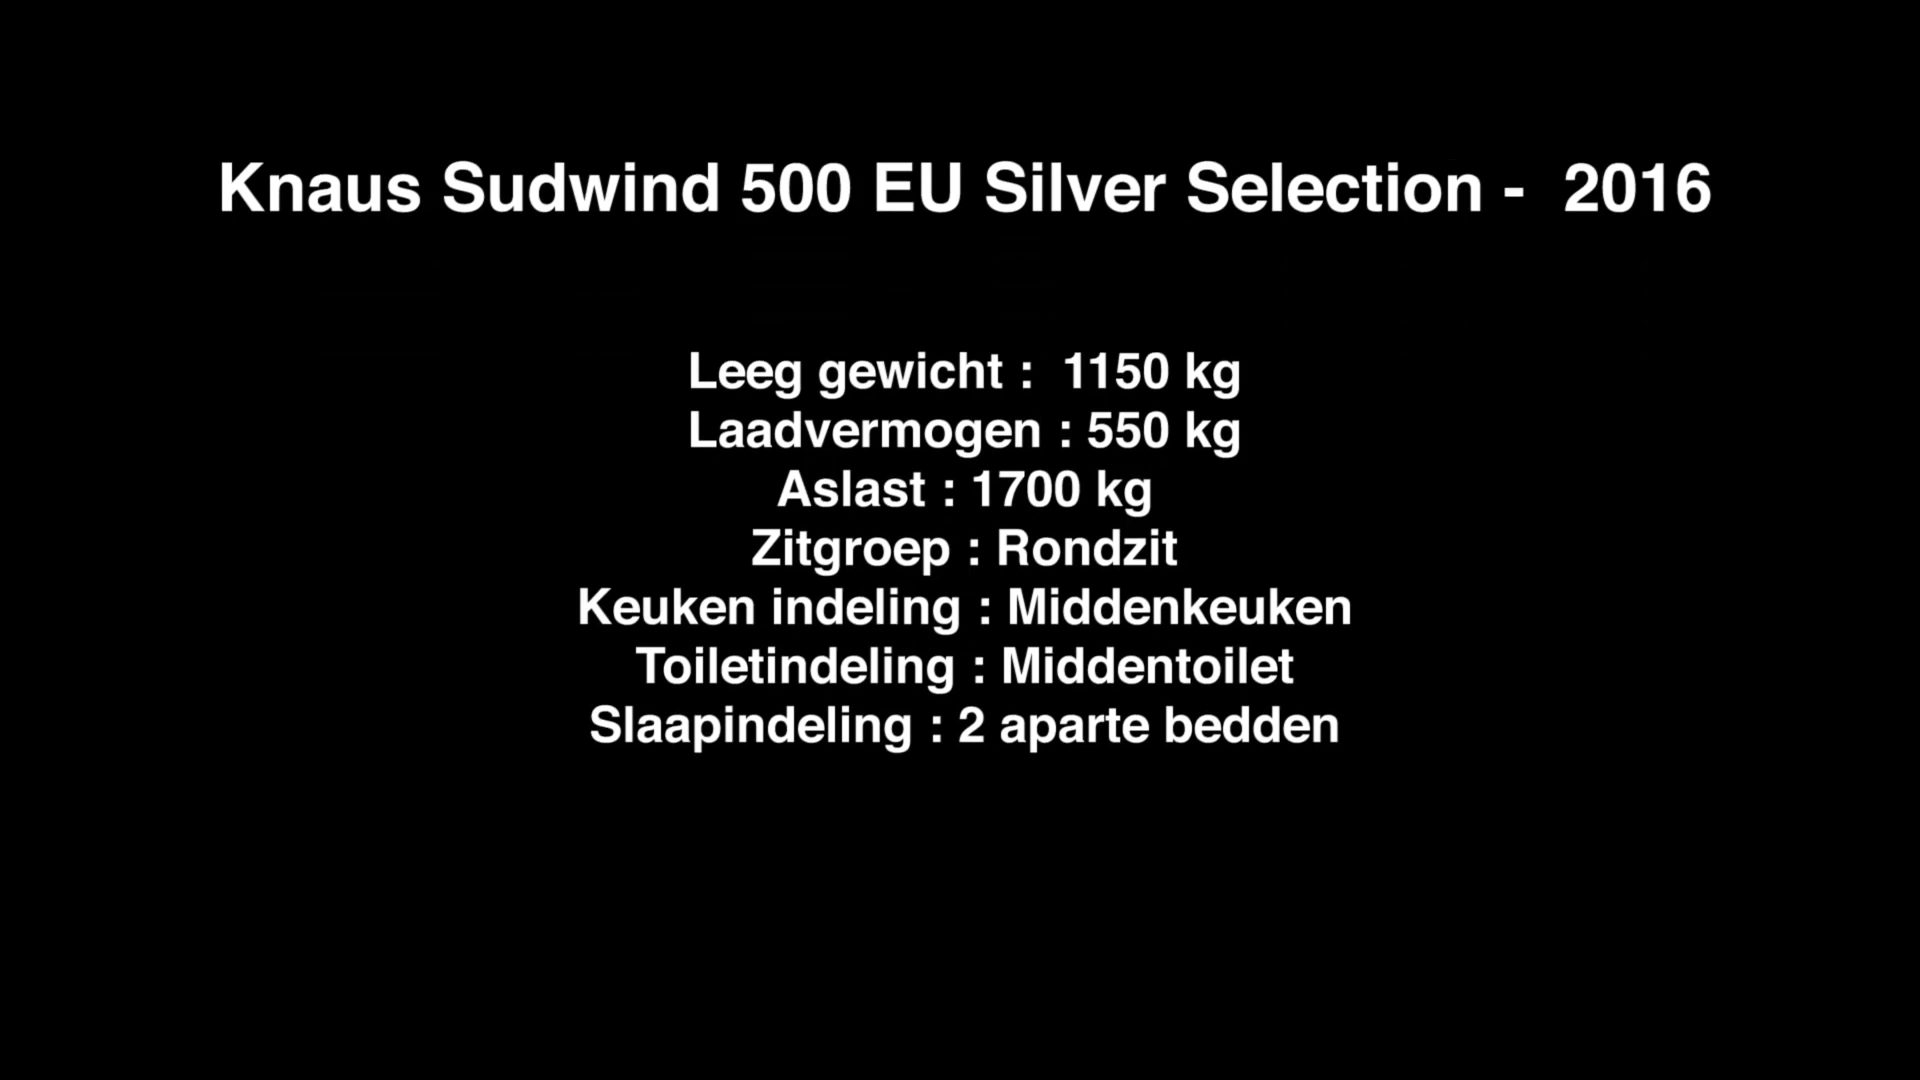 Knaus Sudwind 500 EU Silver Selection -  2016
Leeg gewicht :  1150 kg
Laadvermogen : 550 kg
Aslast : 1700 kg
Zitgroep : Rondzit
Keuken indeling : Middenkeuken
Toiletindeling : Middentoilet
Slaapindeling : 2 aparte bedden